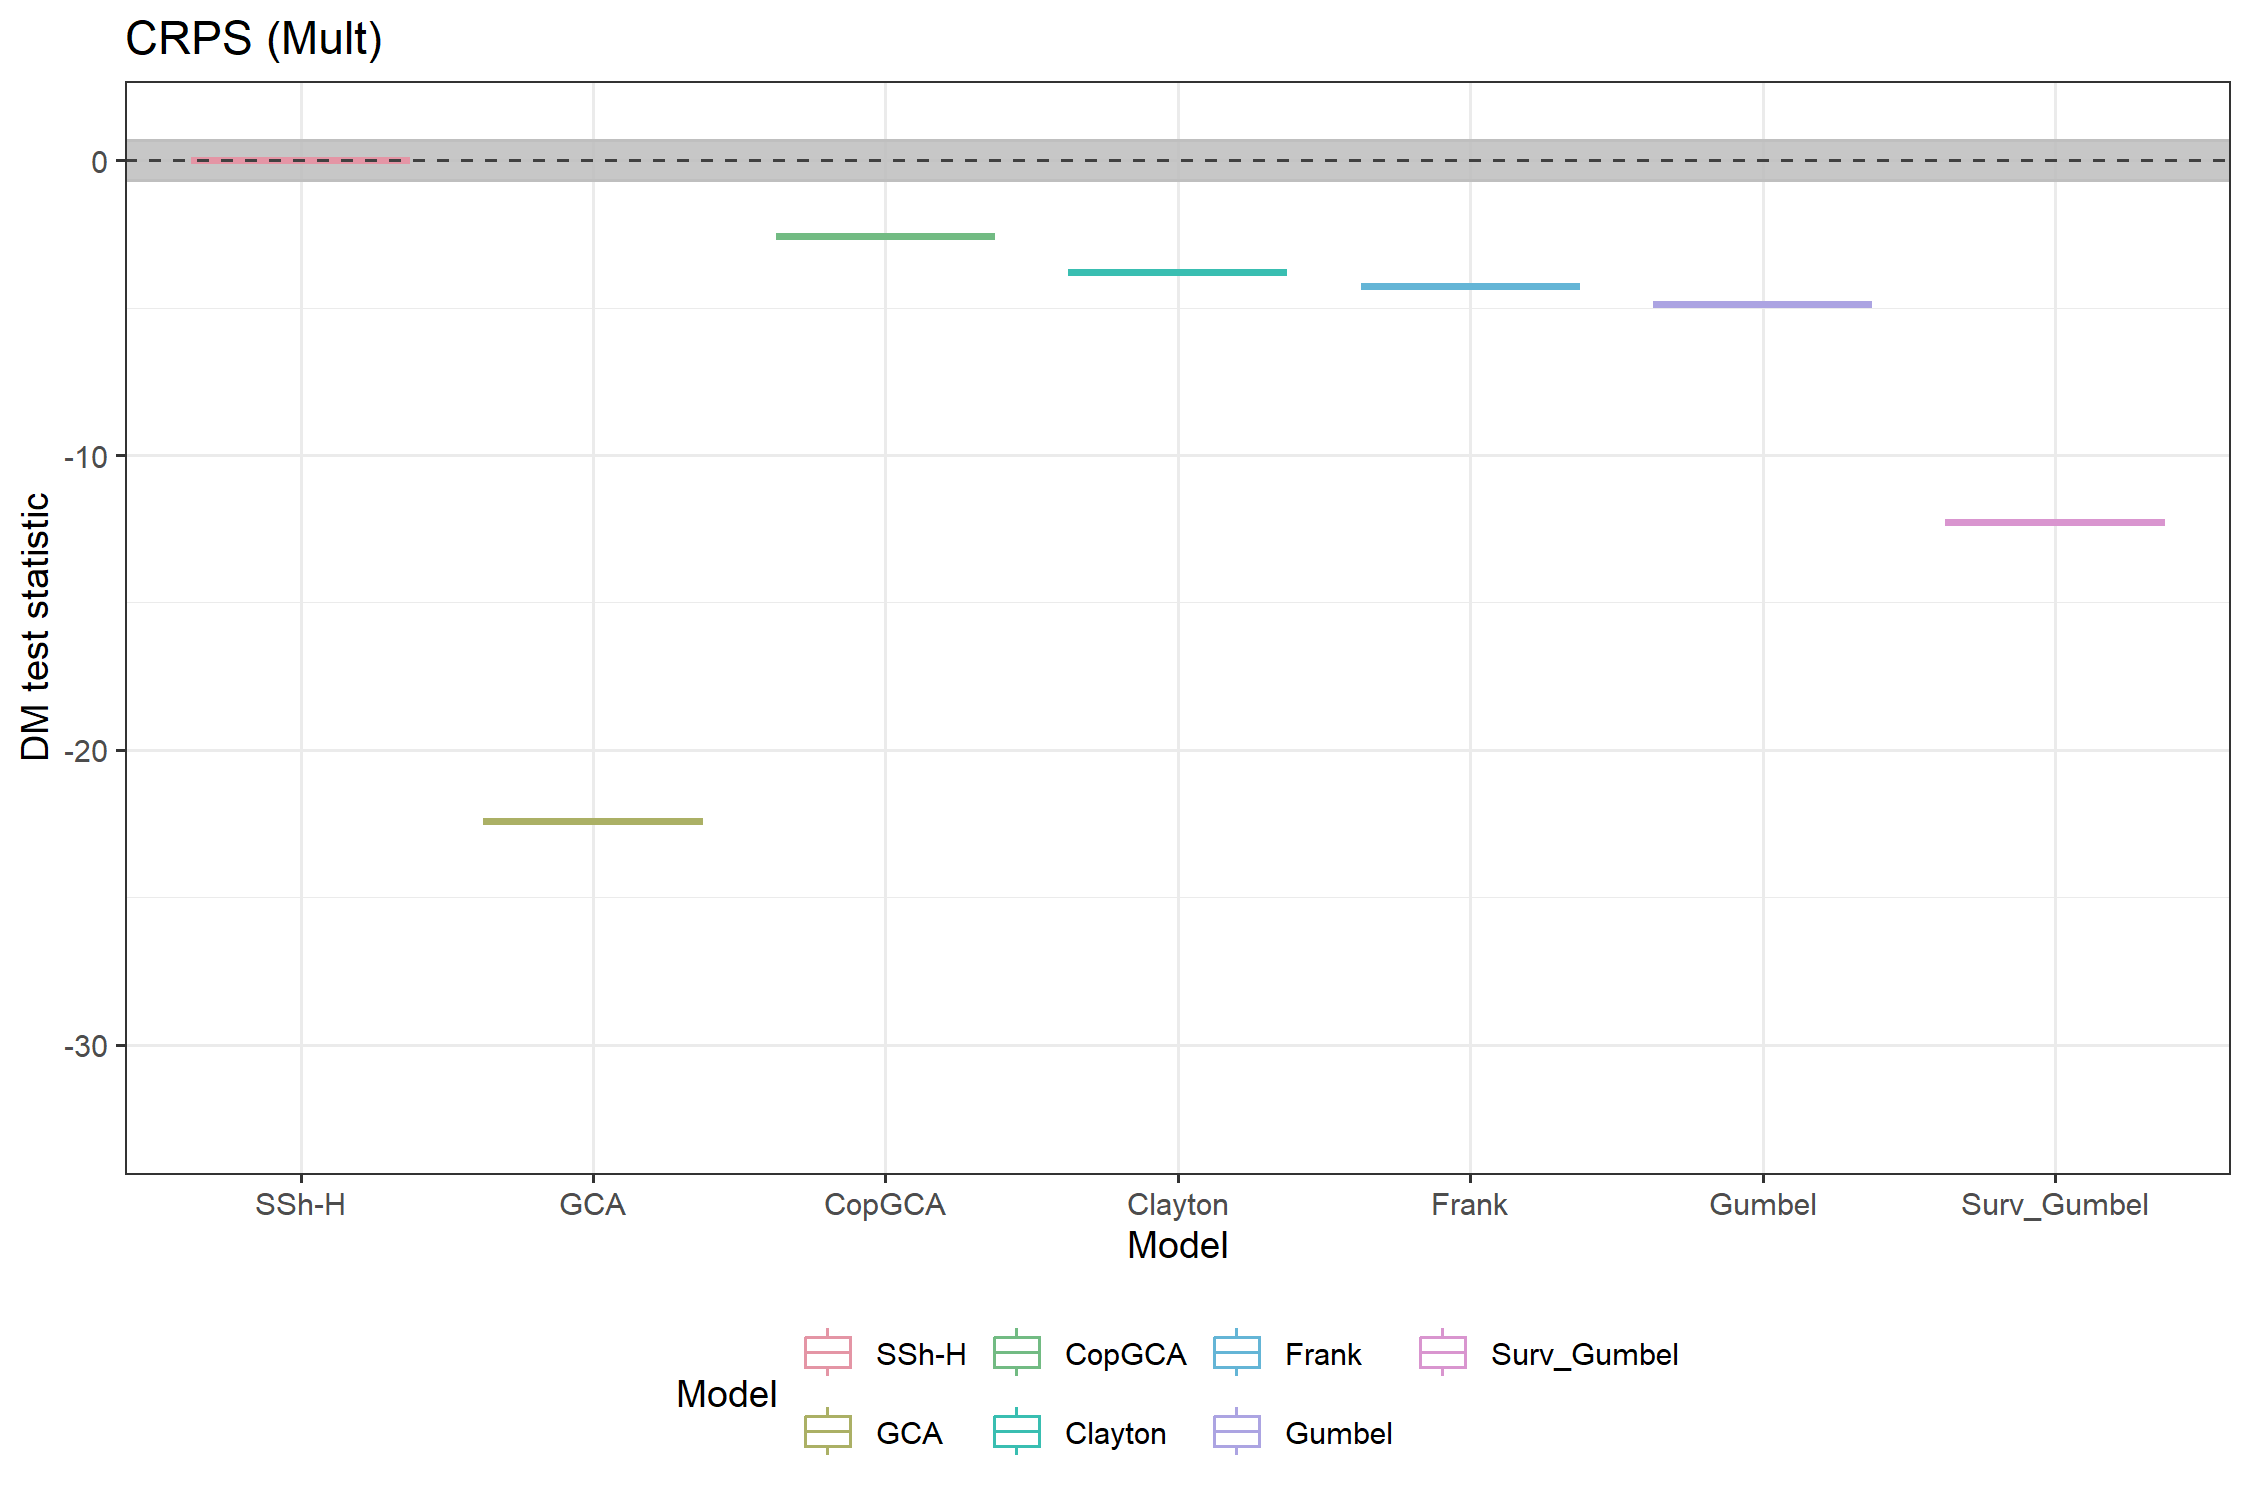 CRPS (Mult)
DM test statistic
0
-10
-20
-30
SSh-H GCA CopGCA Clayton Frank Gumbel Surv_Gumbel
Model
Model
SSh-H CopGCA Frank Surv_Gumbel
GCA Clayton Gumbel